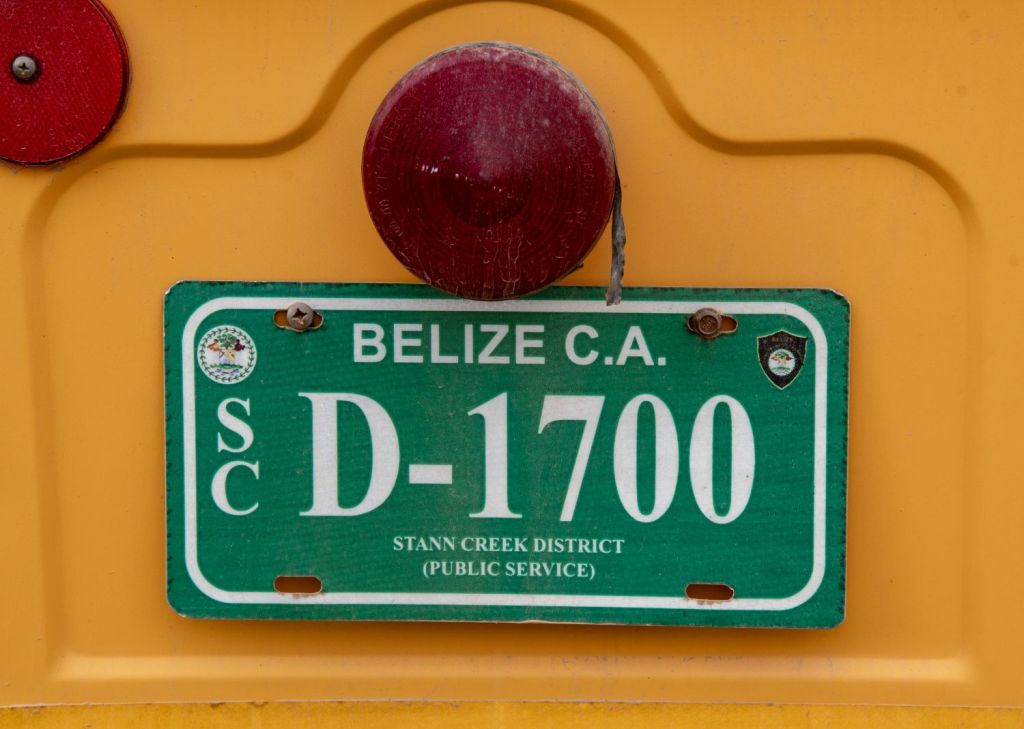 BELIZE C.A.
SC
D-1700
STANN CREEK DISTRICT
(PUBLIC SERVICE)